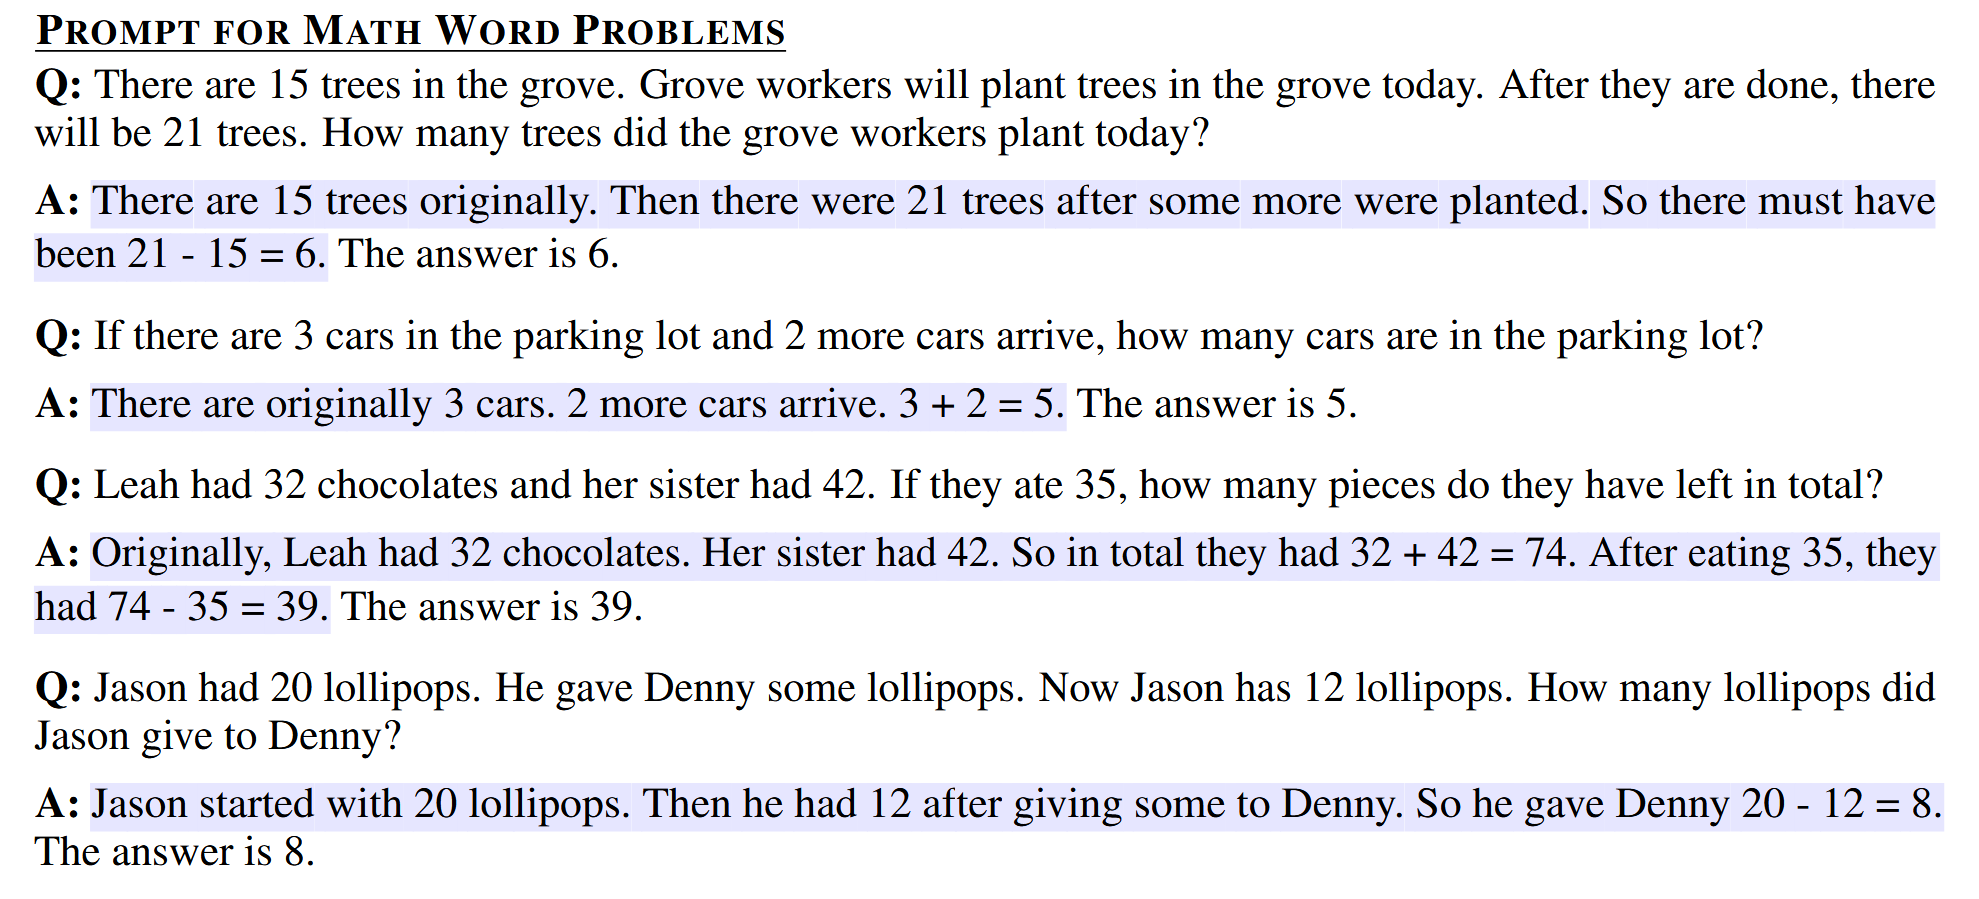 PROMPT FOR MATH WORD PROBLEMS
Q: There are 15 trees in the grove. Grove workers will plant trees in the grove today. After they are done, there
will be 21 trees. How many trees did the grove workers plant today?
A: There are 15 trees originally. Then there were 21 trees after some more were planted. So there must have
been 21 - 15 = 6. The answer is 6.
Q: If there are 3 cars in the parking lot and 2 more cars arrive, how many cars are in the parking lot?
A: There are originally 3 cars. 2 more cars arrive. 3 + 2 = 5. The answer is 5.
Q: Leah had 32 chocolates and her sister had 42. If they ate 35, how many pieces do they have left in total?
A: Originally, Leah had 32 chocolates. Her sister had 42. So in total they had 32 + 42 = 74. After eating 35, they
had 74 - 35 = 39. The answer is 39.
Q: Jason had 20 lollipops. He gave Denny some lollipops. Now Jason has 12 lollipops. How many lollipops did
Jason give to Denny?
A: Jason started with 20 lollipops. Then he had 12 after giving some to Denny. So he gave Denny 20 - 12 = 8.
The answer is 8.